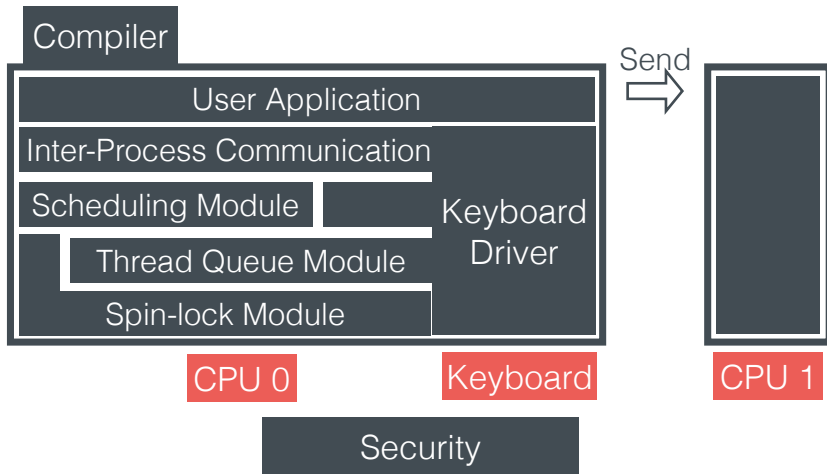 Compiler
Send
User Application
Inter-Process Communication
Scheduling Module
Keyboard
Driver
Thread Queue Module
Spin-lock Module
CPU 0
Keyboard
CPU 1
Security